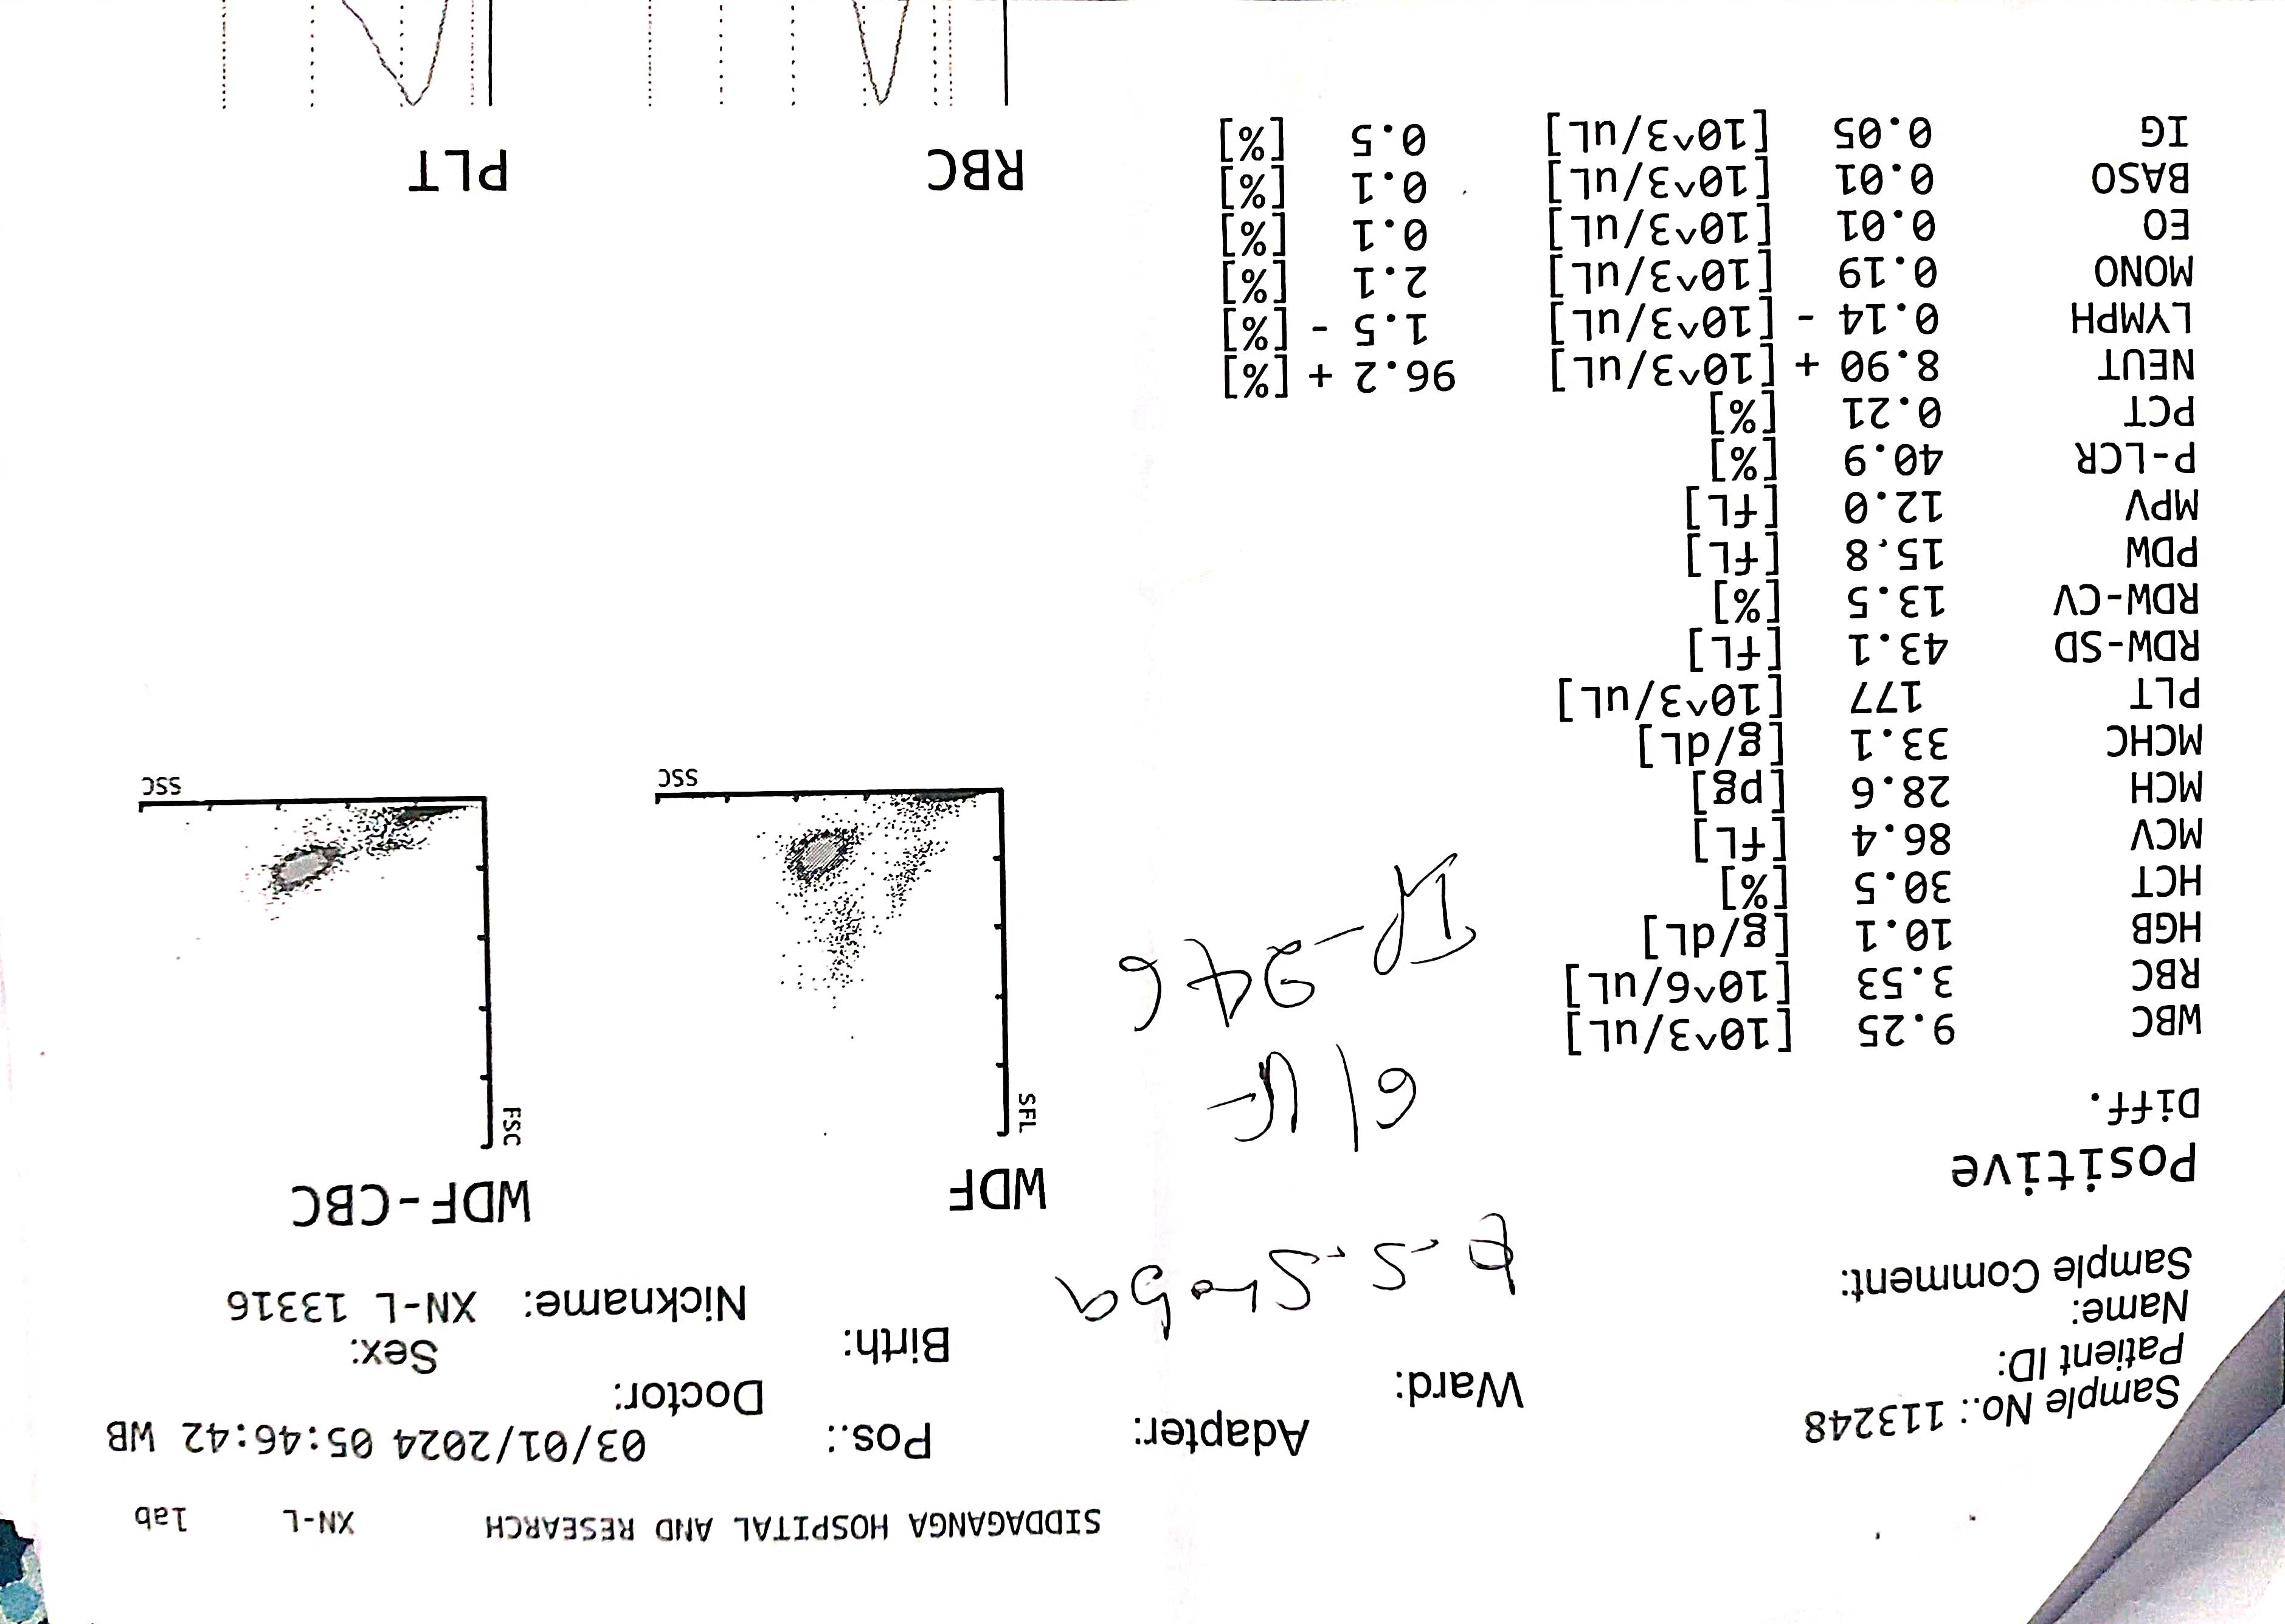 SIDDAGANGA HOSPITAL AND RESEARCH XN-L lab
Sample No.: 113248 Adapter: Pos.: 03/01/2024 05:46:42 WB
Patient ID: Ward: Doctor:
Name: Birth: Sex:
Sample Comment: Nickname: XN-L 13316
S. Shoba
Positive
Diff.
61/F
IP-246
WDF
SFL
SSC
WDF-CBC
FSC
SSC
WBC 9.25 [10^3/uL]
RBC 3.53 [10^6/uL]
HGB 10.1 [g/dL]
HCT 30.5 [%]
MCV 86.4 [fL]
MCH 28.6 [pg]
MCHC 33.1 [g/dL]
PLT 177 [10^3/uL]
RDW-SD 43.1 [fL]
RDW-CV 13.5 [%]
PDW 15.8 [fL]
MPV 12.0 [fL]
P-LCR 40.9 [%]
PCT 0.21 [%]
NEUT 8.90 + [10^3/uL] 96.2 + [%]
LYMPH 0.14 - [10^3/uL] 1.5 - [%]
MONO 0.19 [10^3/uL] 2.1 [%]
EO 0.01 [10^3/uL] 0.1 [%]
BASO 0.01 [10^3/uL] 0.1 [%]
IG 0.05 [10^3/uL] 0.5 [%]
RBC
PLT